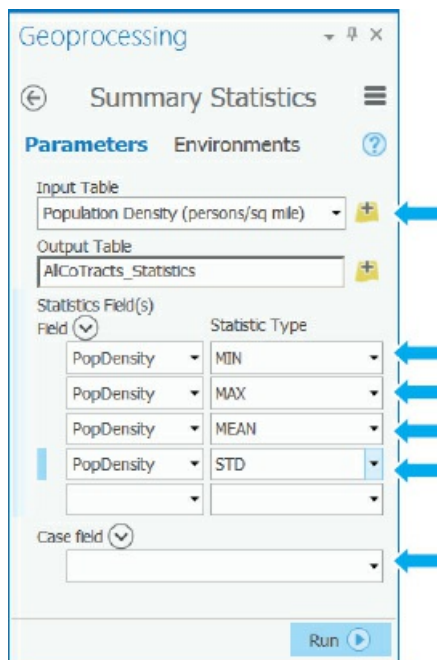 Geoprocessing
Summary Statistics
Parameters Environments
Input Table
Population Density (persons/sq mile)
Output Table
AllCoTracts_Statistics
Statistics Field(s)
Field Statistic Type
PopDensity MIN
PopDensity MAX
PopDensity MEAN
PopDensity STD
Case field
Run